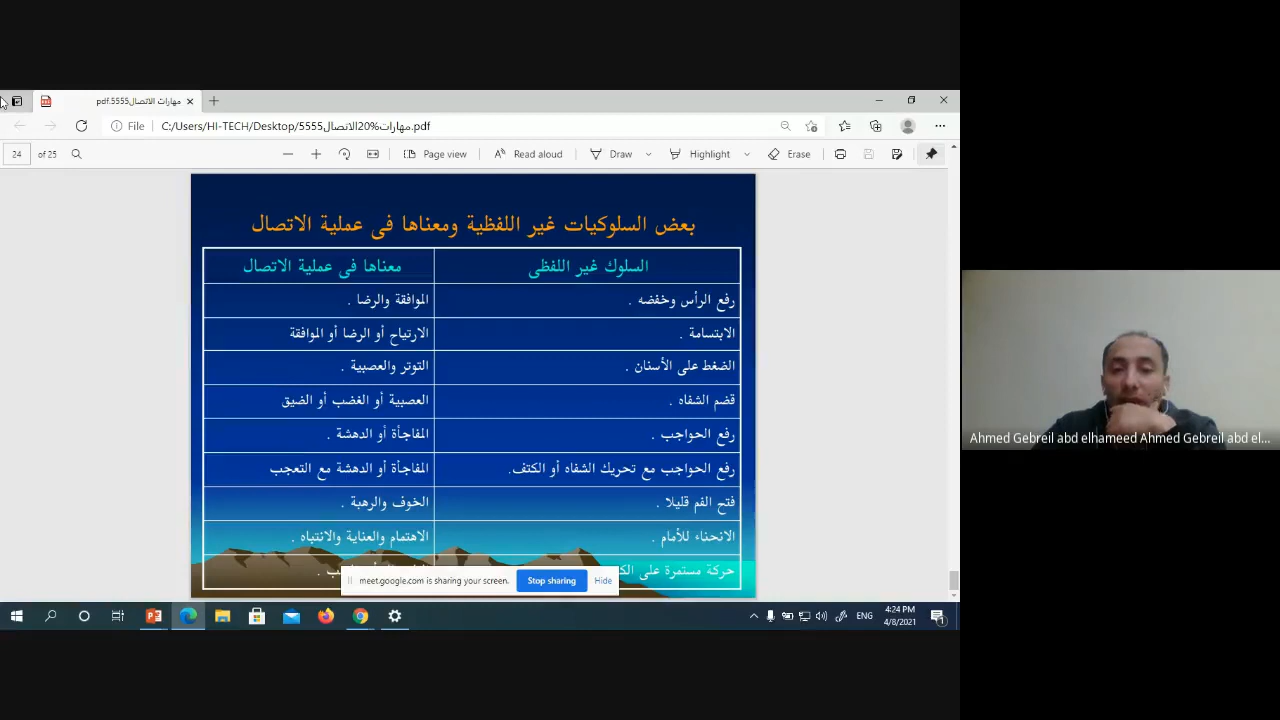 مهارات الاتصال5555.pdf
File
C:/Users/HI-TECH/Desktop/مهارات%20الاتصال5555.pdf
24 of 25
Page view
Read aloud
Draw
Highlight
Erase
بعض السلوكيات غير اللفظية ومعناها فى عملية الاتصال
السلوك غير اللفظى معناها فى عملية الاتصال
رفع الرأس وخفضه . الموافقة والرضا .
الابتسامة . الارتياح أو الرضا أو الموافقة
الضغط على الأسنان . التوتر والعصبية .
قضم الشفاه . العصبية أو الغضب أو الضيق
رفع الحواجب . المفاجأة أو الدهشة .
رفع الحواجب مع تحريك الشفاه أو الكتف. المفاجأة أو الدهشة مع التعجب
فتح الفم قليلا . الخوف والرهبة .
الانحناء للأمام . الاهتمام والعناية والانتباه .
حركة مستمرة على
meet.google.com is sharing your screen.
Stop sharing
Hide
ENG
4:24 PM
4/8/2021
Ahmed Gebreil abd elhameed Ahmed Gebreil abd el...